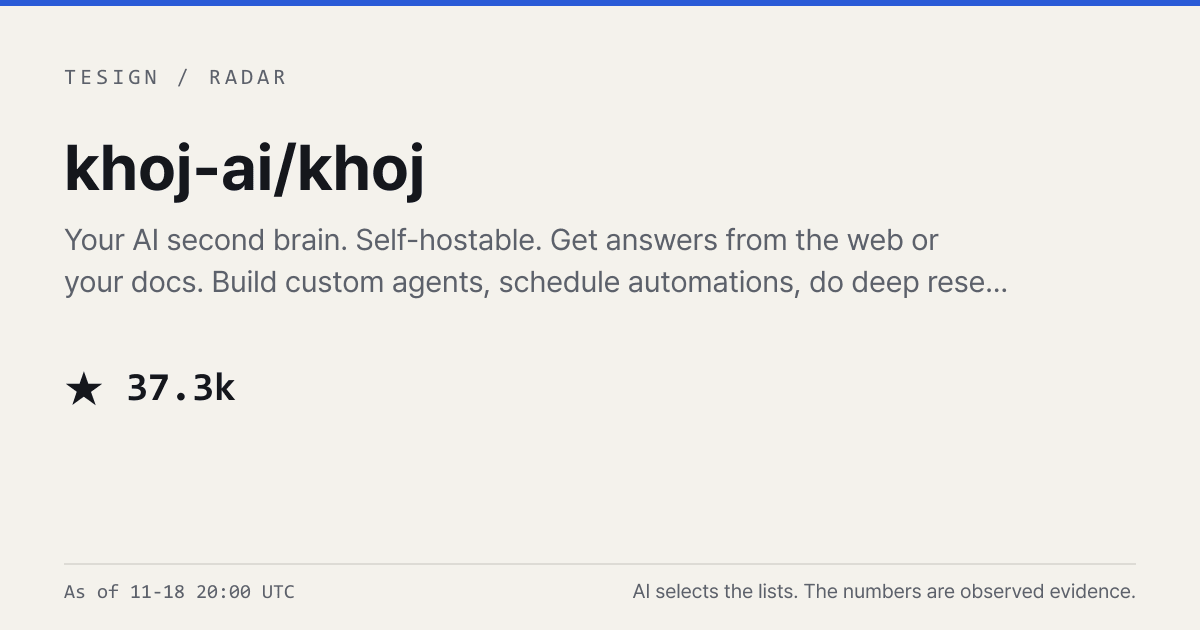 TESIGN / RADAR
khoj-ai/khoj
Your AI second brain. Self-hostable. Get answers from the web or
your docs. Build custom agents, schedule automations, do deep rese...
★ 37.3k
As of 11-18 20:00 UTC
AI selects the lists. The numbers are observed evidence.